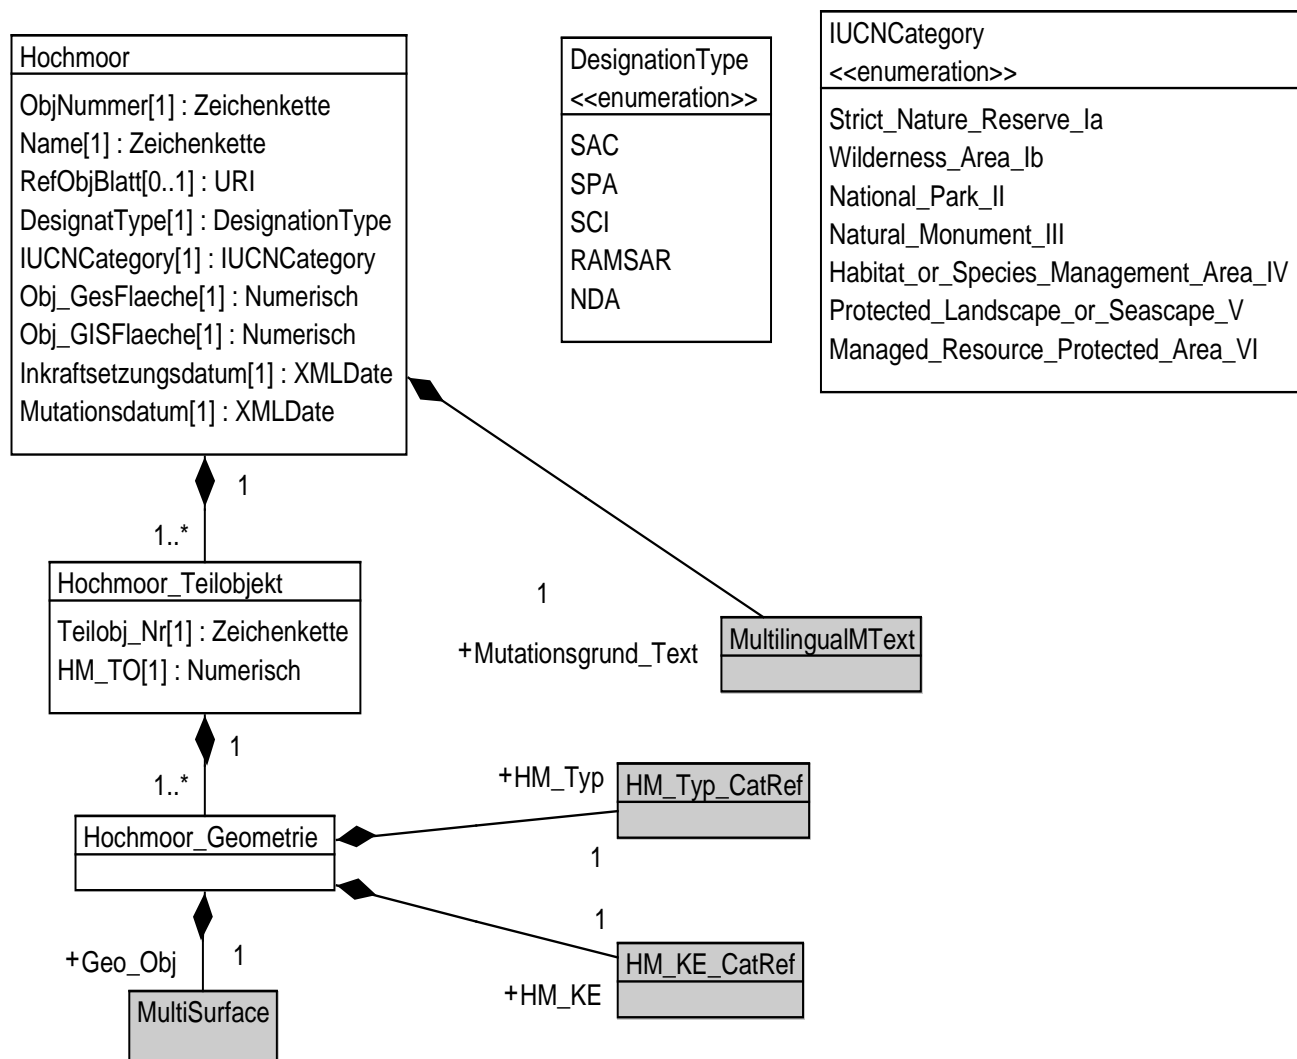 Hochmoor
ObjNummer[1] : Zeichenkette
Name[1] : Zeichenkette
RefObjBlatt[0..1] : URI
DesignatType[1] : DesignationType
IUCNCategory[1] : IUCNCategory
Obj_GesFlaeche[1] : Numerisch
Obj_GISFlaeche[1] : Numerisch
Inkraftsetzungsdatum[1] : XMLDate
Mutationsdatum[1] : XMLDate
DesignationType
<<enumeration>>
SAC
SPA
SCI
RAMSAR
NDA
IUCNCategory
<<enumeration>>
Strict_Nature_Reserve_Ia
Wilderness_Area_Ib
National_Park_II
Natural_Monument_III
Habitat_or_Species_Management_Area_IV
Protected_Landscape_or_Seascape_V
Managed_Resource_Protected_Area_VI
1
1..*
Hochmoor_Teilobjekt
Teilobj_Nr[1] : Zeichenkette
HM_TO[1] : Numerisch
1
+Mutationsgrund_Text
MultilingualMText
1
1..*
Hochmoor_Geometrie
+HM_Typ
HM_Typ_CatRef
1
1
HM_KE_CatRef
+HM_KE
+Geo_Obj
1
MultiSurface